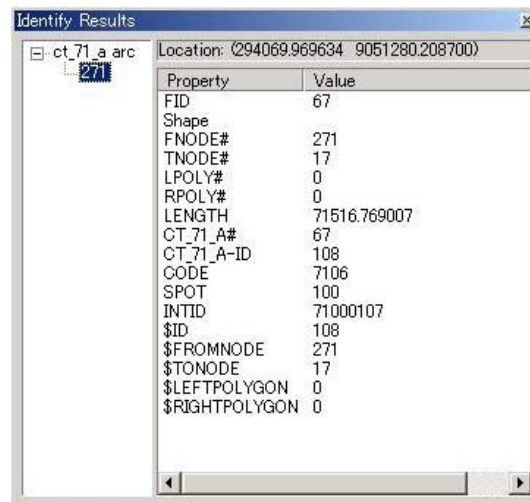 Identify Results
ct_71_a arc
271
Location: (294069.969634 9051280.208700)
Property Value
FID 67
Shape
FNODE# 271
TNODE# 17
LPOLY# 0
RPOLY# 0
LENGTH 71516.769007
CT_71_A# 67
CT_71_A-ID 108
CODE 7106
SPOT 100
INTID 71000107
$ID 108
$FROMNODE 271
$TONODE 17
$LEFTPOLYGON 0
$RIGHTPOLYGON 0